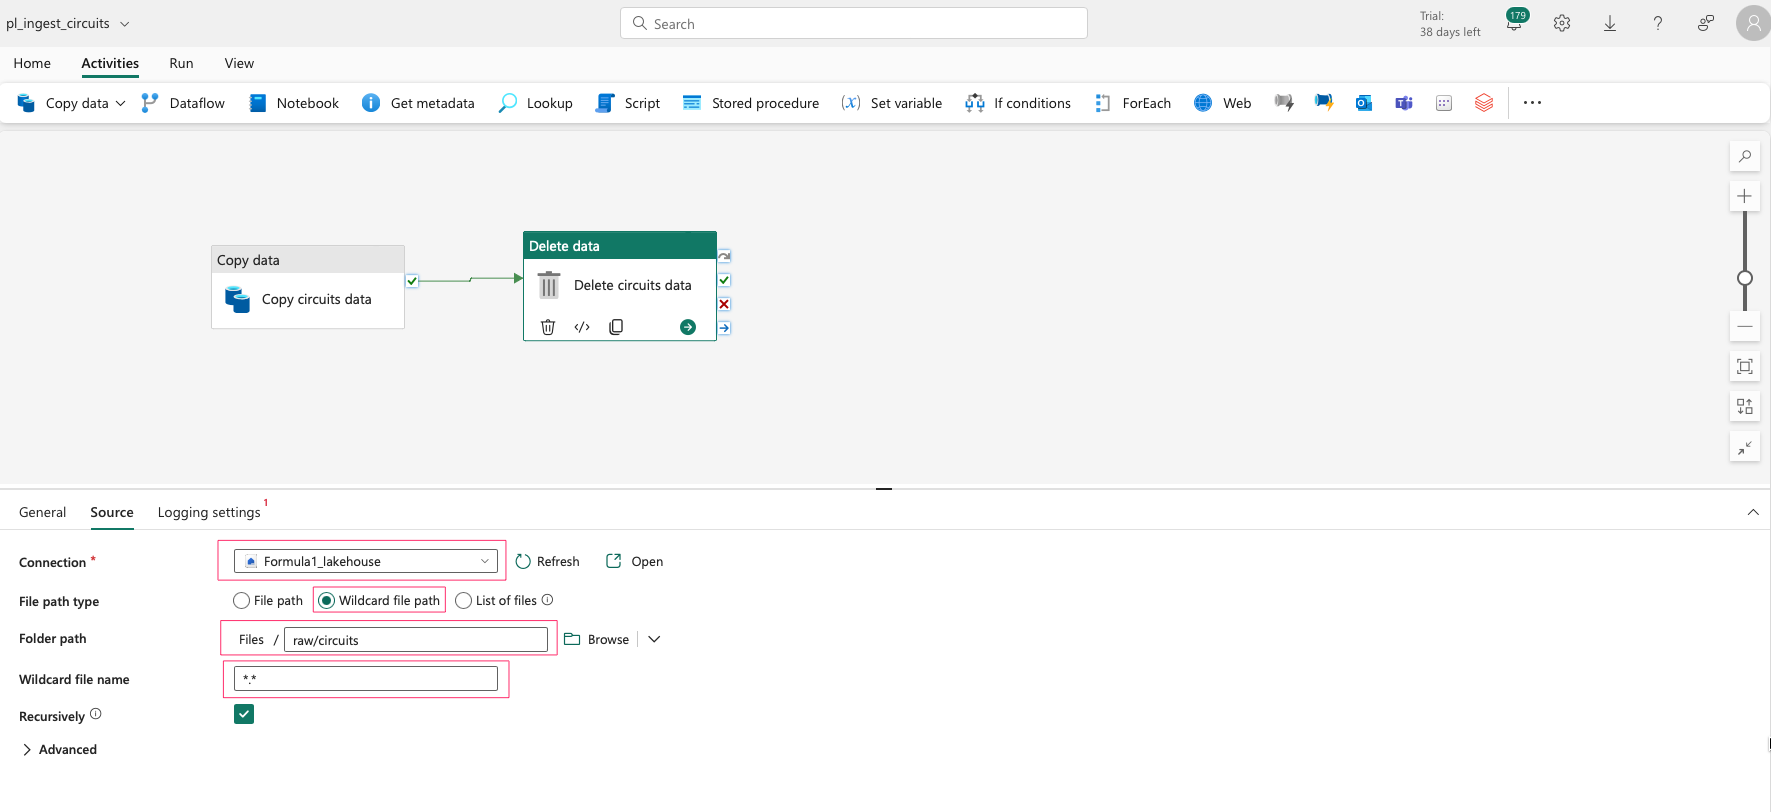 pl_ingest_circuits
Search
Trial:
38 days left
179
Home Activities Run View
Copy data Dataflow Notebook Get metadata Lookup Script Stored procedure (x) Set variable If conditions ForEach Web
Copy data
Copy circuits data
Delete data
Delete circuits data
General Source Logging settings 1
Connection * Formula1_lakehouse Refresh Open
File path type File path Wildcard file path List of files
Folder path Files / raw/circuits Browse
Wildcard file name *.*
Recursively
Advanced